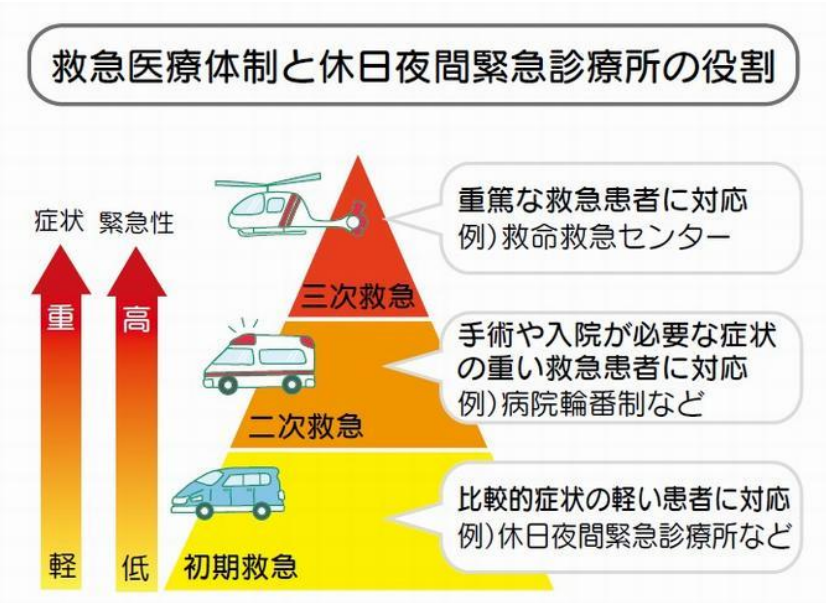 救急医療体制と休日夜間緊急診療所の役割
症状
緊急性
重
高
軽
低
三次救急
重篤な救急患者に対応
例)救命救急センター
二次救急
手術や入院が必要な症状
の重い救急患者に対応
例)病院輪番制など
初期救急
比較的症状の軽い患者に対応
例)休日夜間緊急診療所など